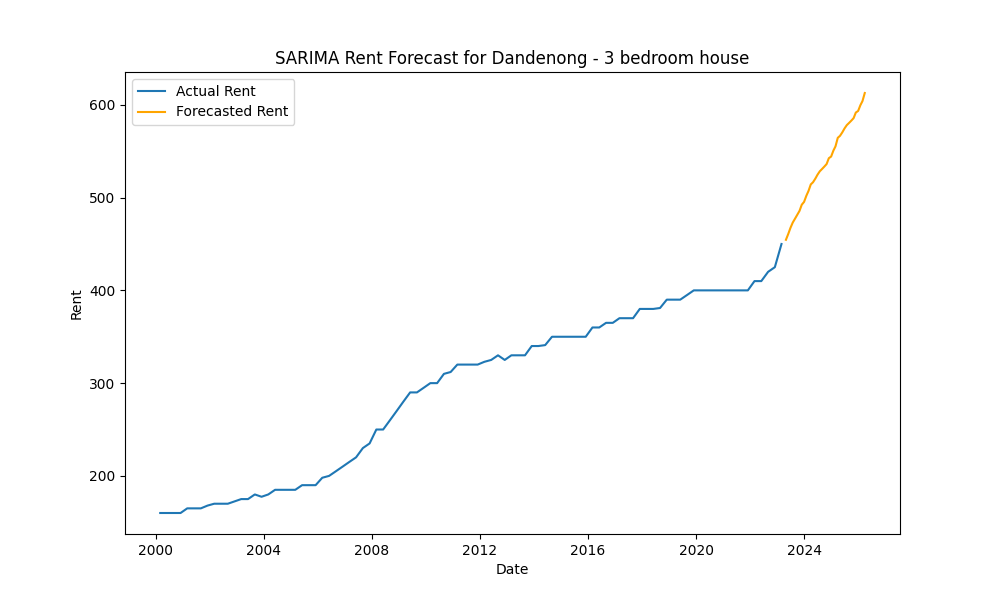 SARIMA Rent Forecast for Dandenong - 3 bedroom house
Actual Rent
Forecasted Rent
600
500
400
300
200
Rent
2000 2004 2008 2012 2016 2020 2024
Date